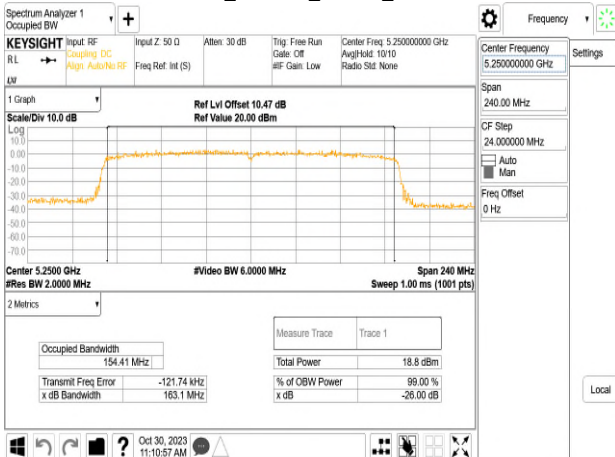 Spectrum Analyzer 1
Occupied BW
Frequency
KEYSIGHT
RL
Input: RF
Coupling: DC
Align: Auto/No RF
Input Z: 50 Ω
Freq Ref: Int (S)
Atten: 30 dB
Trig: Free Run
Gate: Off
#IF Gain: Low
Center Freq: 5.250000000 GHz
Avg|Hold: 10/10
Radio Std: None
Center Frequency
5.250000000 GHz
Settings
Span
240.00 MHz
CF Step
24.000000 MHz
Auto
Man
Freq Offset
0 Hz
Local
1 Graph
Scale/Div 10.0 dB
Ref Lvl Offset 10.47 dB
Ref Value 20.00 dBm
Log
10.0
0.00
-10.0
-20.0
-30.0
-40.0
-50.0
-60.0
-70.0
Center 5.2500 GHz
#Video BW 6.0000 MHz
Span 240 MHz
#Res BW 2.0000 MHz
Sweep 1.00 ms (1001 pts)
2 Metrics
Measure Trace Trace 1
Occupied Bandwidth
154.41 MHz
Total Power 18.8 dBm
Transmit Freq Error -121.74 kHz
% of OBW Power 99.00 %
x dB Bandwidth 163.1 MHz
x dB -26.00 dB
?
Oct 30, 2023
11:10:57 AM